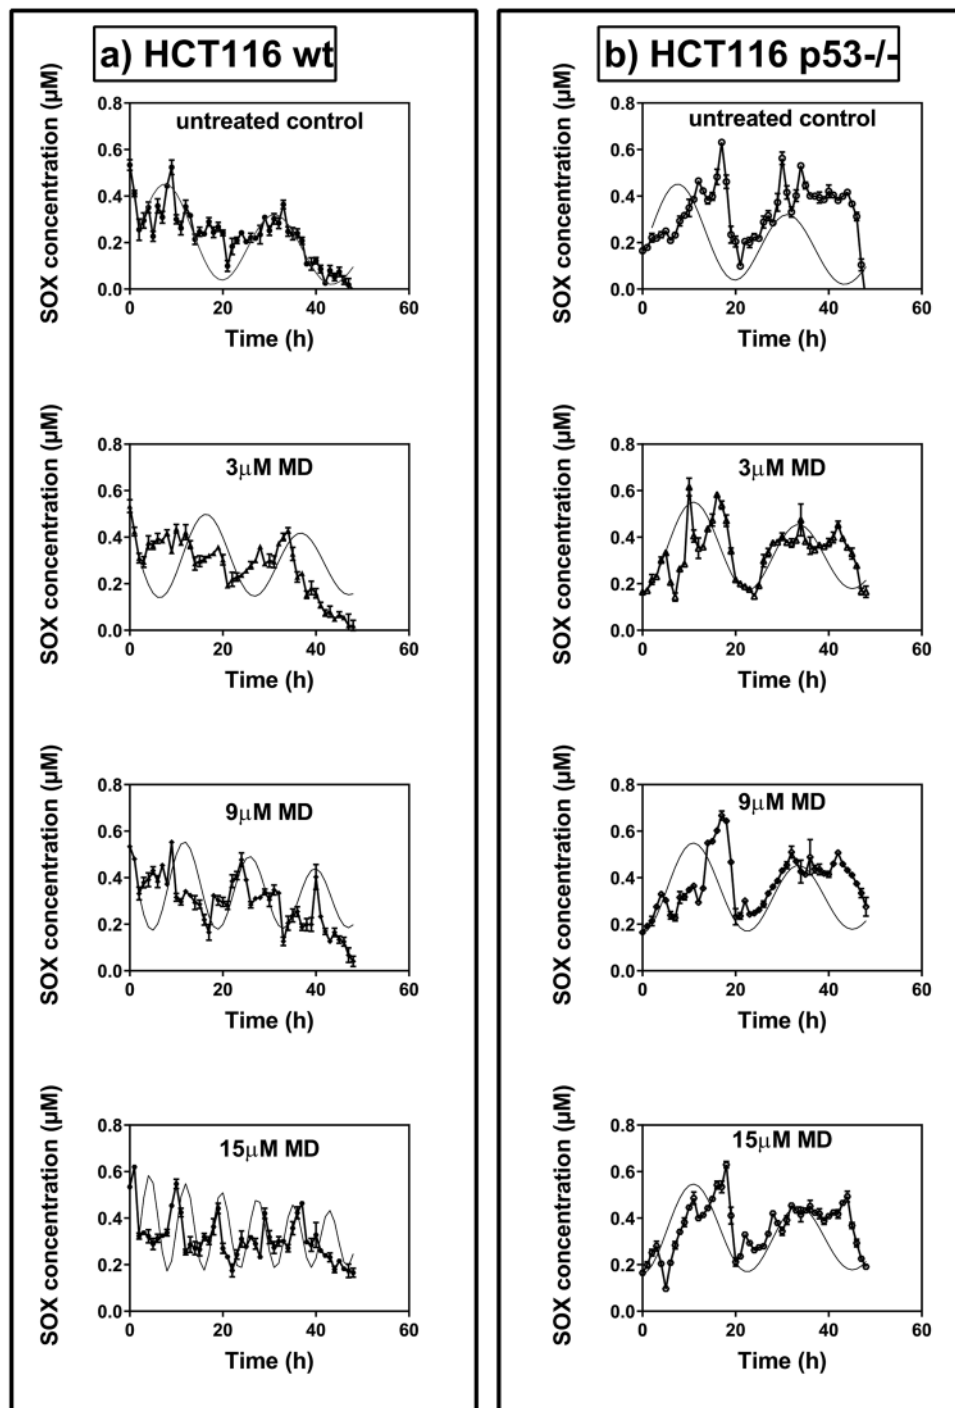 a) HCT116 wt
SOX concentration (µM)
0.8
0.6
0.4
0.2
0.0
untreated control
0 20 40 60
Time (h)
SOX concentration (µM)
0.8
0.6
0.4
0.2
0.0
3µM MD
0 20 40 60
Time (h)
SOX concentration (µM)
0.8
0.6
0.4
0.2
0.0
9µM MD
0 20 40 60
Time (h)
SOX concentration (µM)
0.8
0.6
0.4
0.2
0.0
15µM MD
0 20 40 60
Time (h)
b) HCT116 p53-/-
SOX concentration (µM)
0.8
0.6
0.4
0.2
0.0
untreated control
0 20 40 60
Time (h)
SOX concentration (µM)
0.8
0.6
0.4
0.2
0.0
3µM MD
0 20 40 60
Time (h)
SOX concentration (µM)
0.8
0.6
0.4
0.2
0.0
9µM MD
0 20 40 60
Time (h)
SOX concentration (µM)
0.8
0.6
0.4
0.2
0.0
15µM MD
0 20 40 60
Time (h)